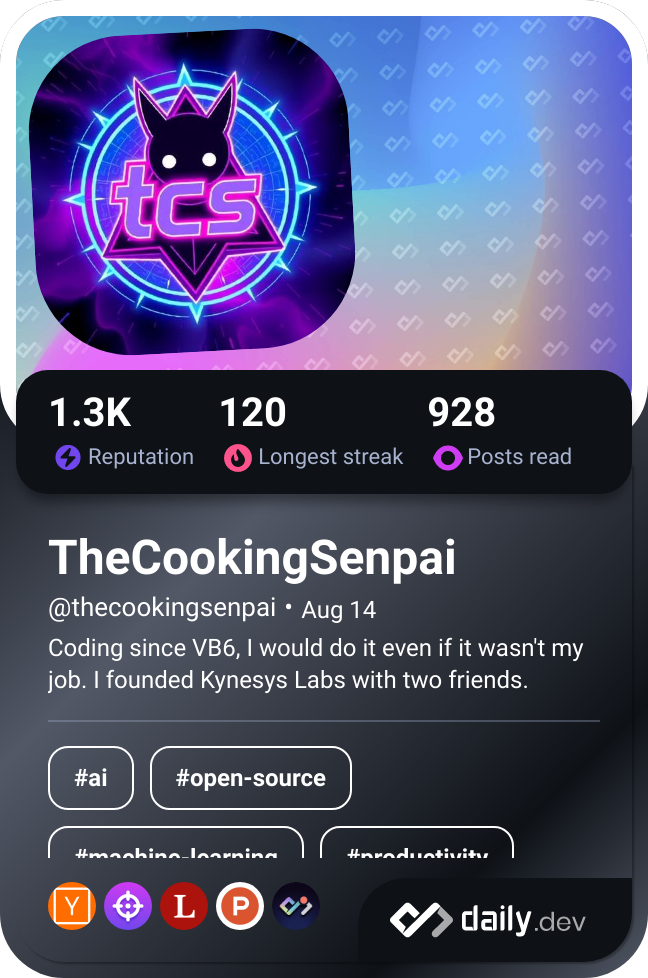 tcs
1.3K 120 928
Reputation Longest streak Posts read
TheCookingSenpai
@thecookingsenpai • Aug 14
Coding since VB6, I would do it even if it wasn't my
job. I founded Kynesys Labs with two friends.
#ai #open-source
#machine-learning #productivity
Y L P daily.dev